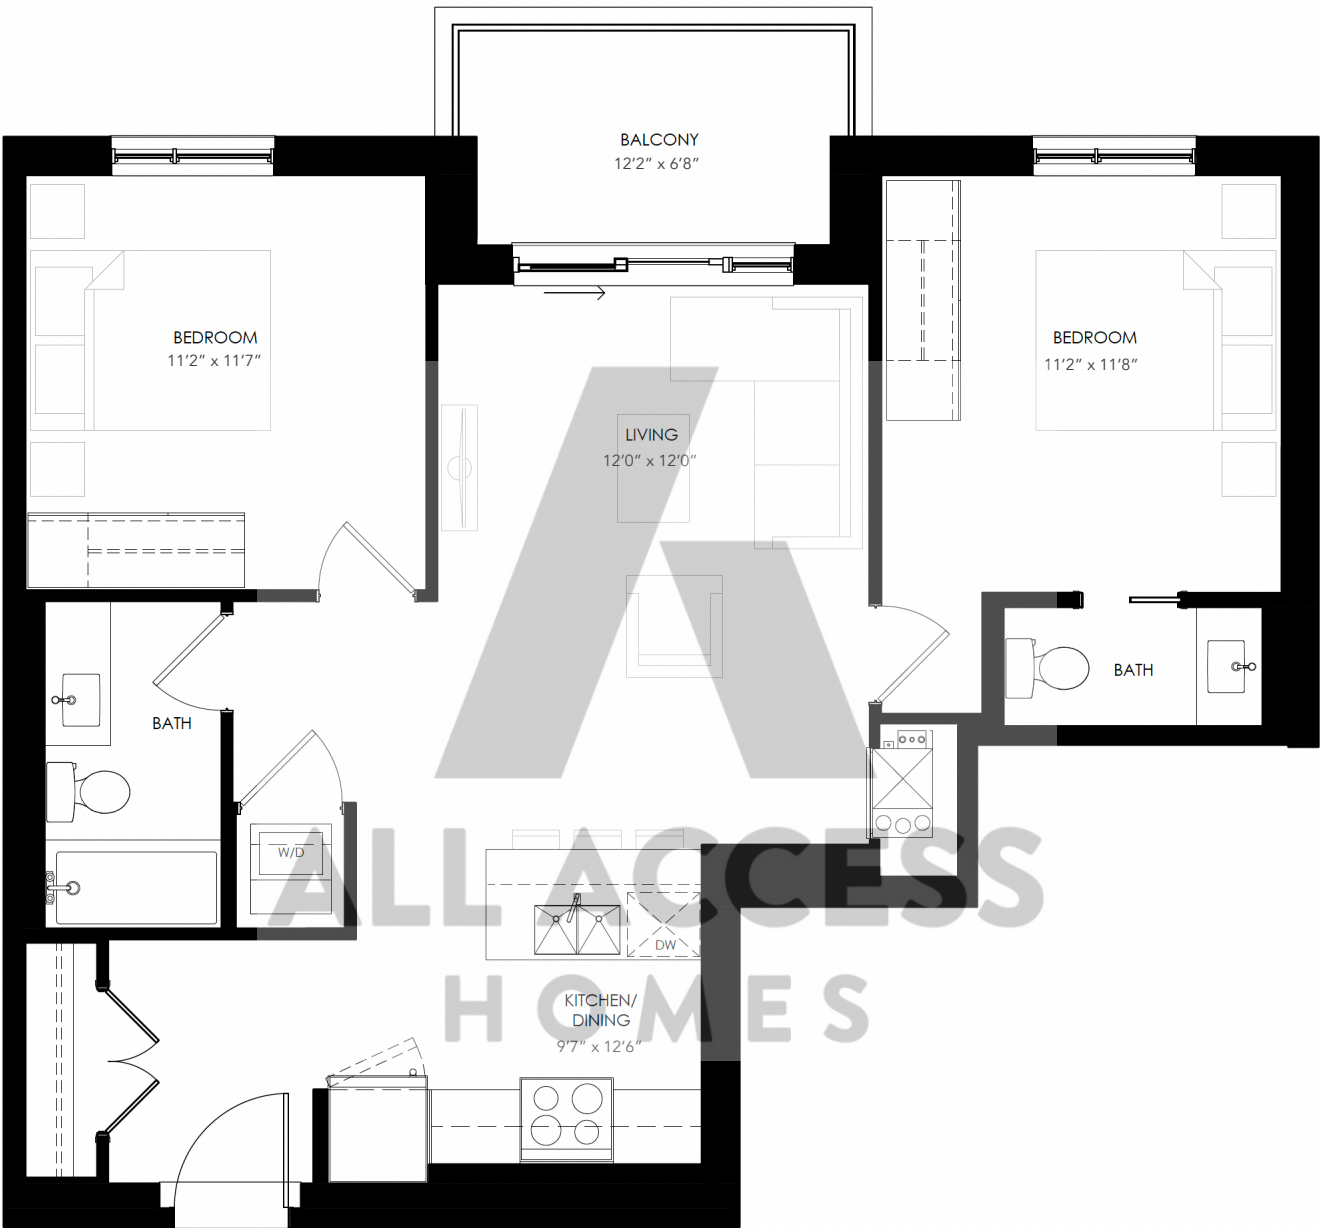 BALCONY
12'2" x 6'8"
BEDROOM
11'2" x 11'7"
BEDROOM
11'2" x 11'8"
LIVING
12'0" x 12'0"
BATH
BATH
W/D
ALL ACCESS
HOMES
DW
KITCHEN/
DINING
9'7" x 12'6"